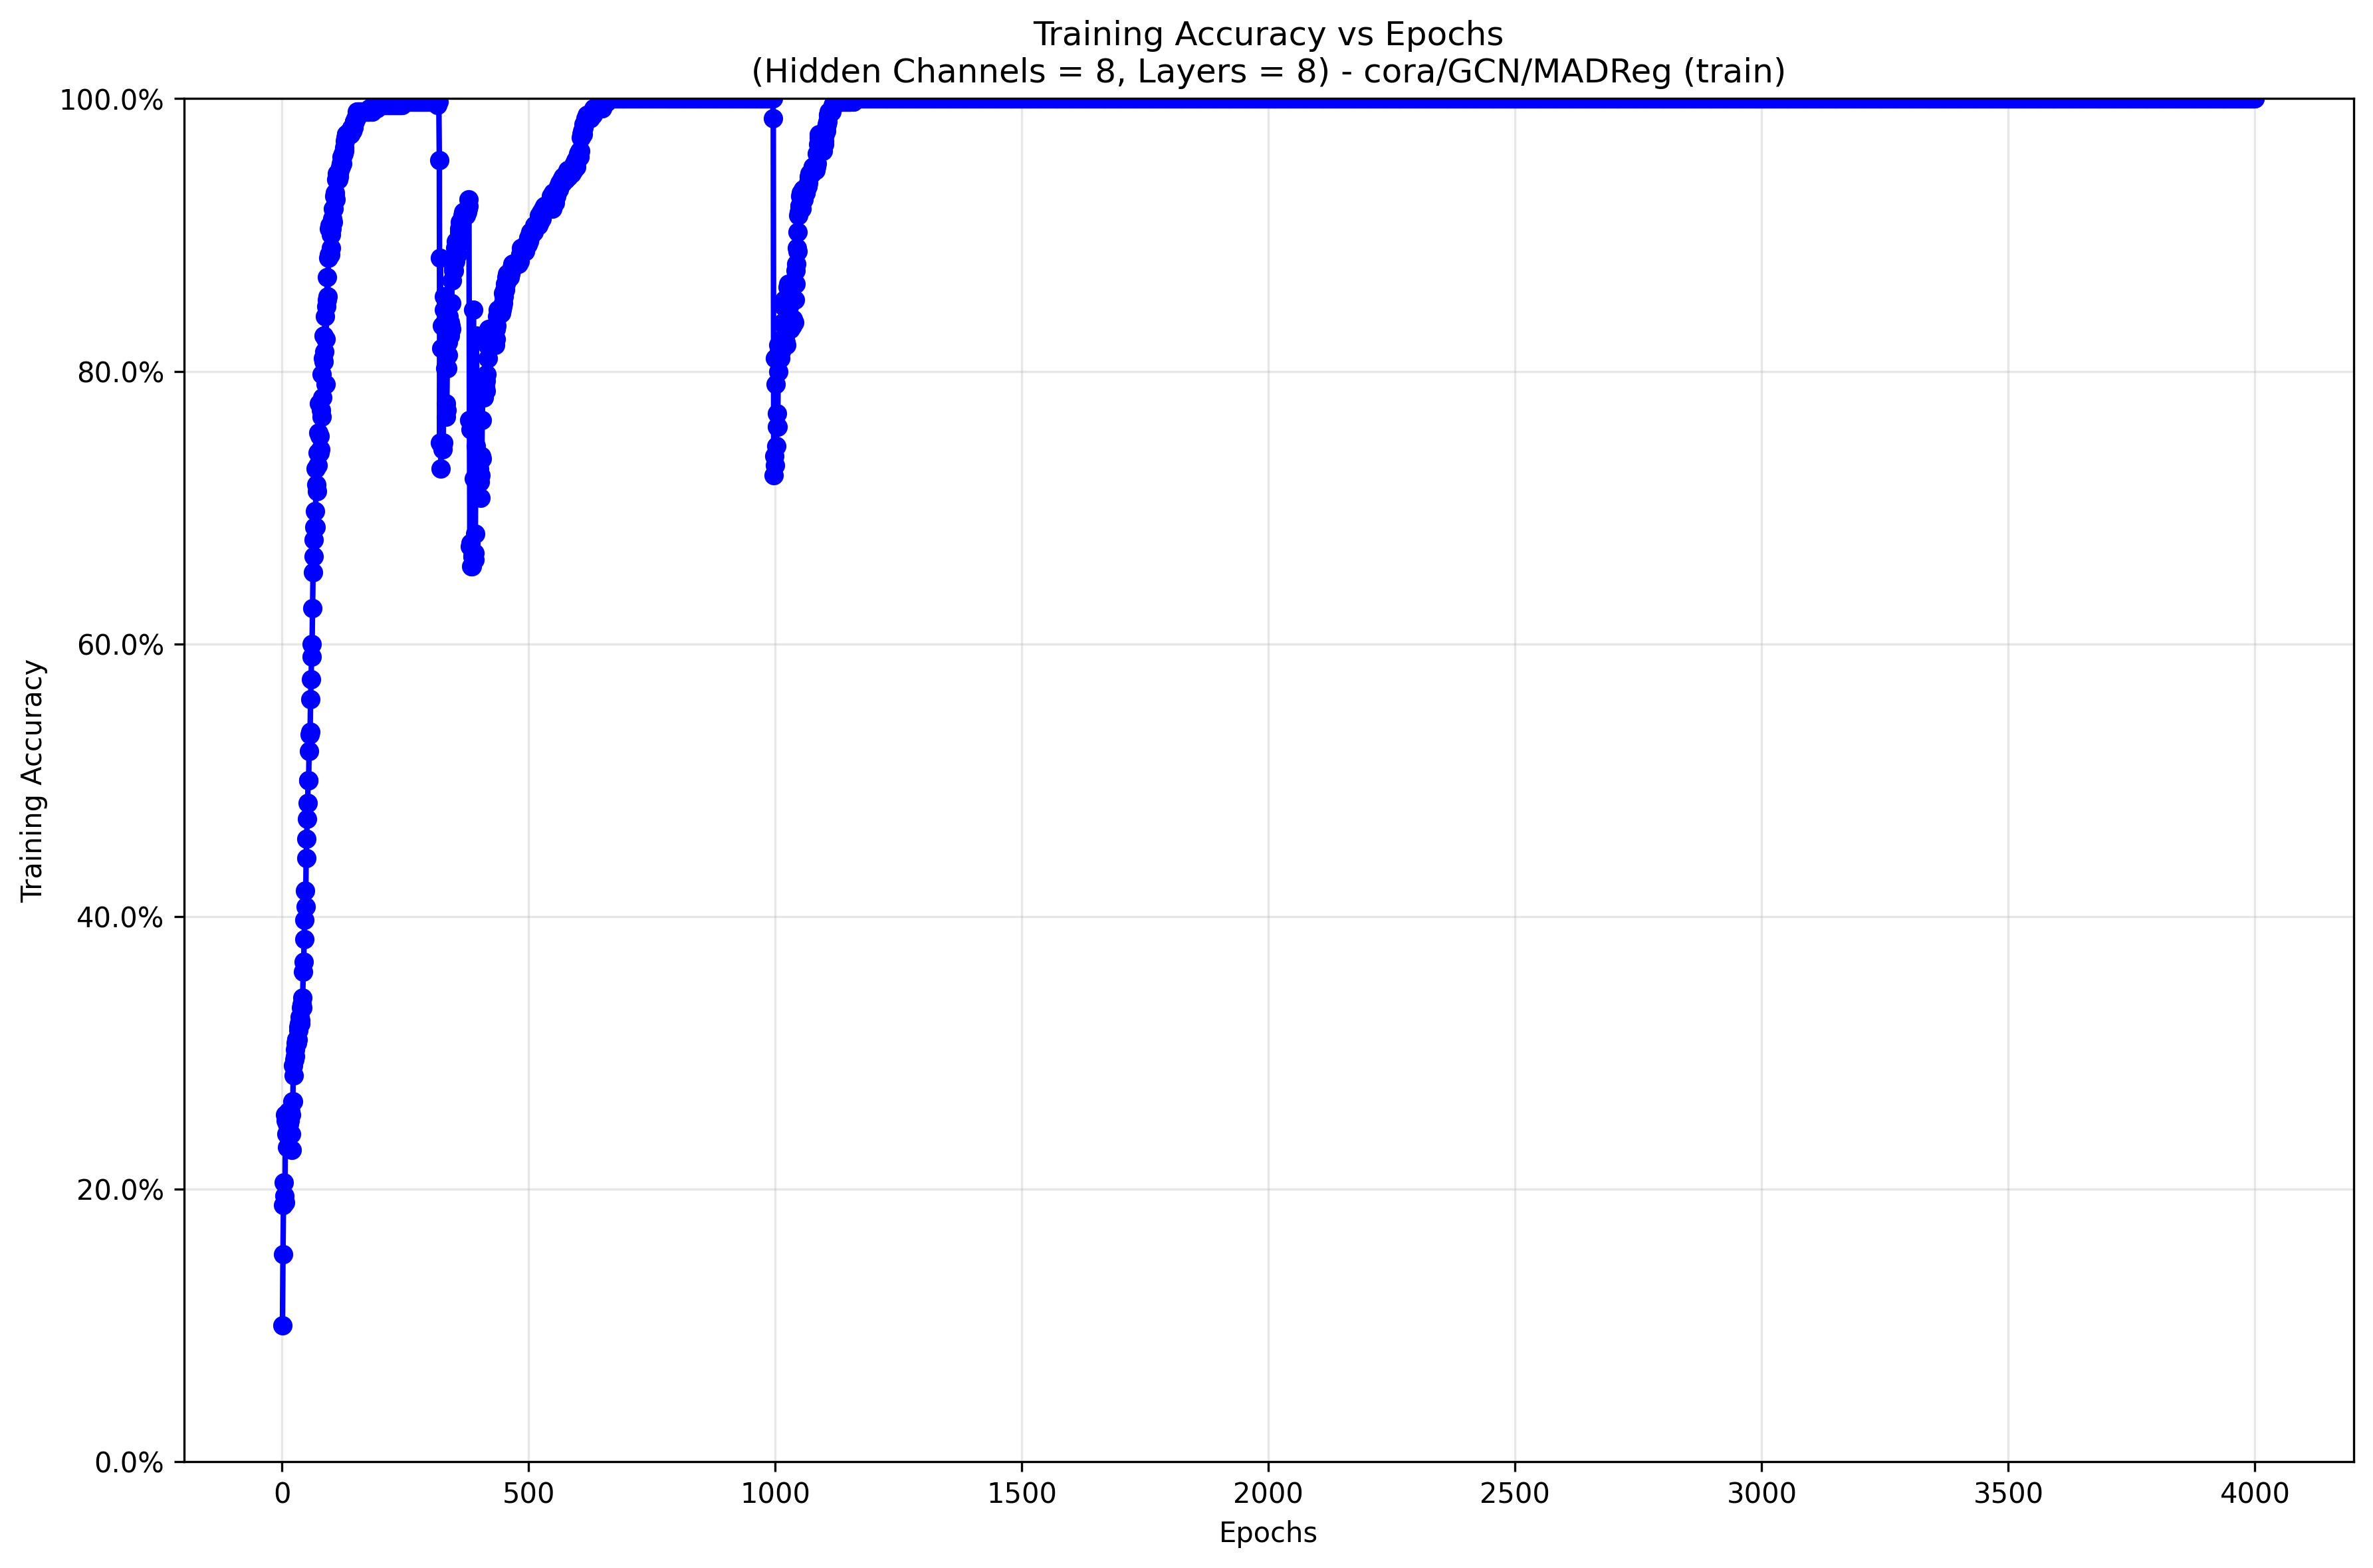 Training Accuracy vs Epochs
(Hidden Channels = 8, Layers = 8) - cora/GCN/MADReg (train)
100.0%
80.0%
60.0%
40.0%
20.0%
0.0%
Training Accuracy
0 500 1000 1500 2000 2500 3000 3500 4000
Epochs